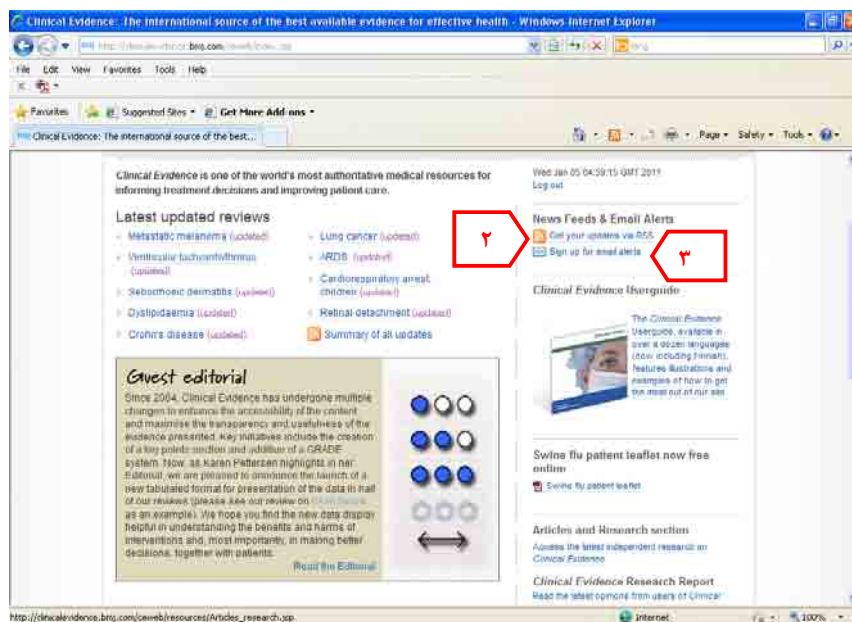 Clinical Evidence: The international source of the best available evidence for effective health - Windows Internet Explorer
File Edit View Favorites Tools Help
Favorites Suggested Sites Get More Add-ons
Clinical Evidence: The international source of the best...
Page Safety Tools
Clinical Evidence is one of the world's most authoritative medical resources for
informing treatment decisions and improving patient care.
Latest updated reviews
Metastatic melanoma (updated)
Ventricular tachyarrhythmias
(updated)
Seborrhoeic dermatitis (updated)
Dyslipidaemia (updated)
Crohn's disease (updated)
Lung cancer (updated)
ARDS (updated)
Cardiorespiratory arrest,
children (updated)
Retinal detachment (updated)
Summary of all updates
Guest editorial
Since 2004, Clinical Evidence has undergone multiple
changes to enhance the accessibility of the content
and maximise the transparency and usefulness of the
evidence presented. Key initiatives include the creation
of a key points section and addition of a GRADE
system. Now, as Karen Pettersen highlights in her
Editorial, we are pleased to announce the launch of a
new tabulated format for presentation of the data in half
of our reviews (please see our review on
as an example). We hope you find the new data display
helpful in understanding the benefits and harms of
interventions and, most importantly, in making better
decisions, together with patients.
Read the Editorial
Wed Jan 05 04:59:15 GMT 2011
Log out
News Feeds & Email Alerts
۲
Get your updates via RSS
Sign up for email alerts
۳
Clinical Evidence Userguide
The Clinical Evidence
Userguide, available in
over a dozen languages
(now including Finnish),
features illustrations and
examples of how to get
the most out of our site
Swine flu patient leaflet now free
online
Swine flu patient leaflet
Articles and Research section
Access the latest independent research on
Clinical Evidence
Clinical Evidence Research Report
Read the latest opinions from users of Clinical
http://clinicalevidence.bmj.com/ceweb/resources/Articles_research.jsp
Internet
100%